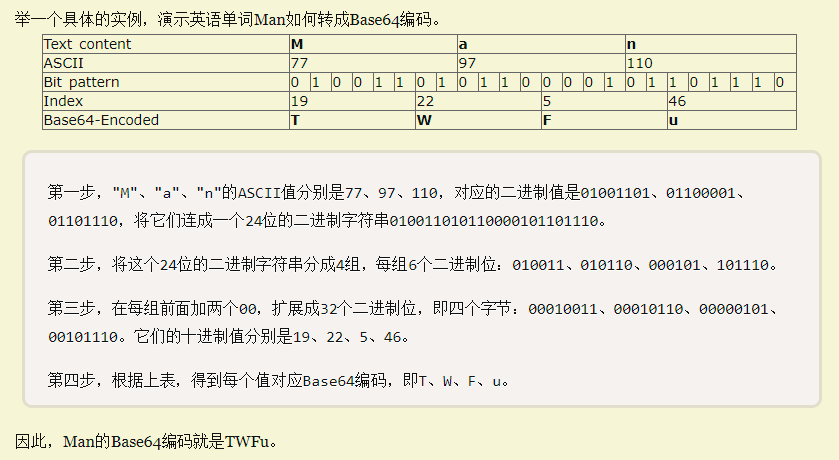 举一个具体的实例，演示英语单词Man如何转成Base64编码。
Text content M a n
ASCII 77 97 110
Bit pattern 0 1 0 0 1 1 0 1 0 1 1 0 0 0 0 1 0 1 1 0 1 1 1 0
Index 19 22 5 46
Base64-Encoded T W F u
第一步，"M"、"a"、"n"的ASCII值分别是77、97、110，对应的二进制值是01001101、01100001、
01101110，将它们连成一个24位的二进制字符串010011010110000101101110。
第二步，将这个24位的二进制字符串分成4组，每组6个二进制位：010011、010110、000101、101110。
第三步，在每组前面加两个00，扩展成32个二进制位，即四个字节：00010011、00010110、00000101、
00101110。它们的十进制值分别是19、22、5、46。
第四步，根据上表，得到每个值对应Base64编码，即T、W、F、u。
因此，Man的Base64编码就是TWFu。